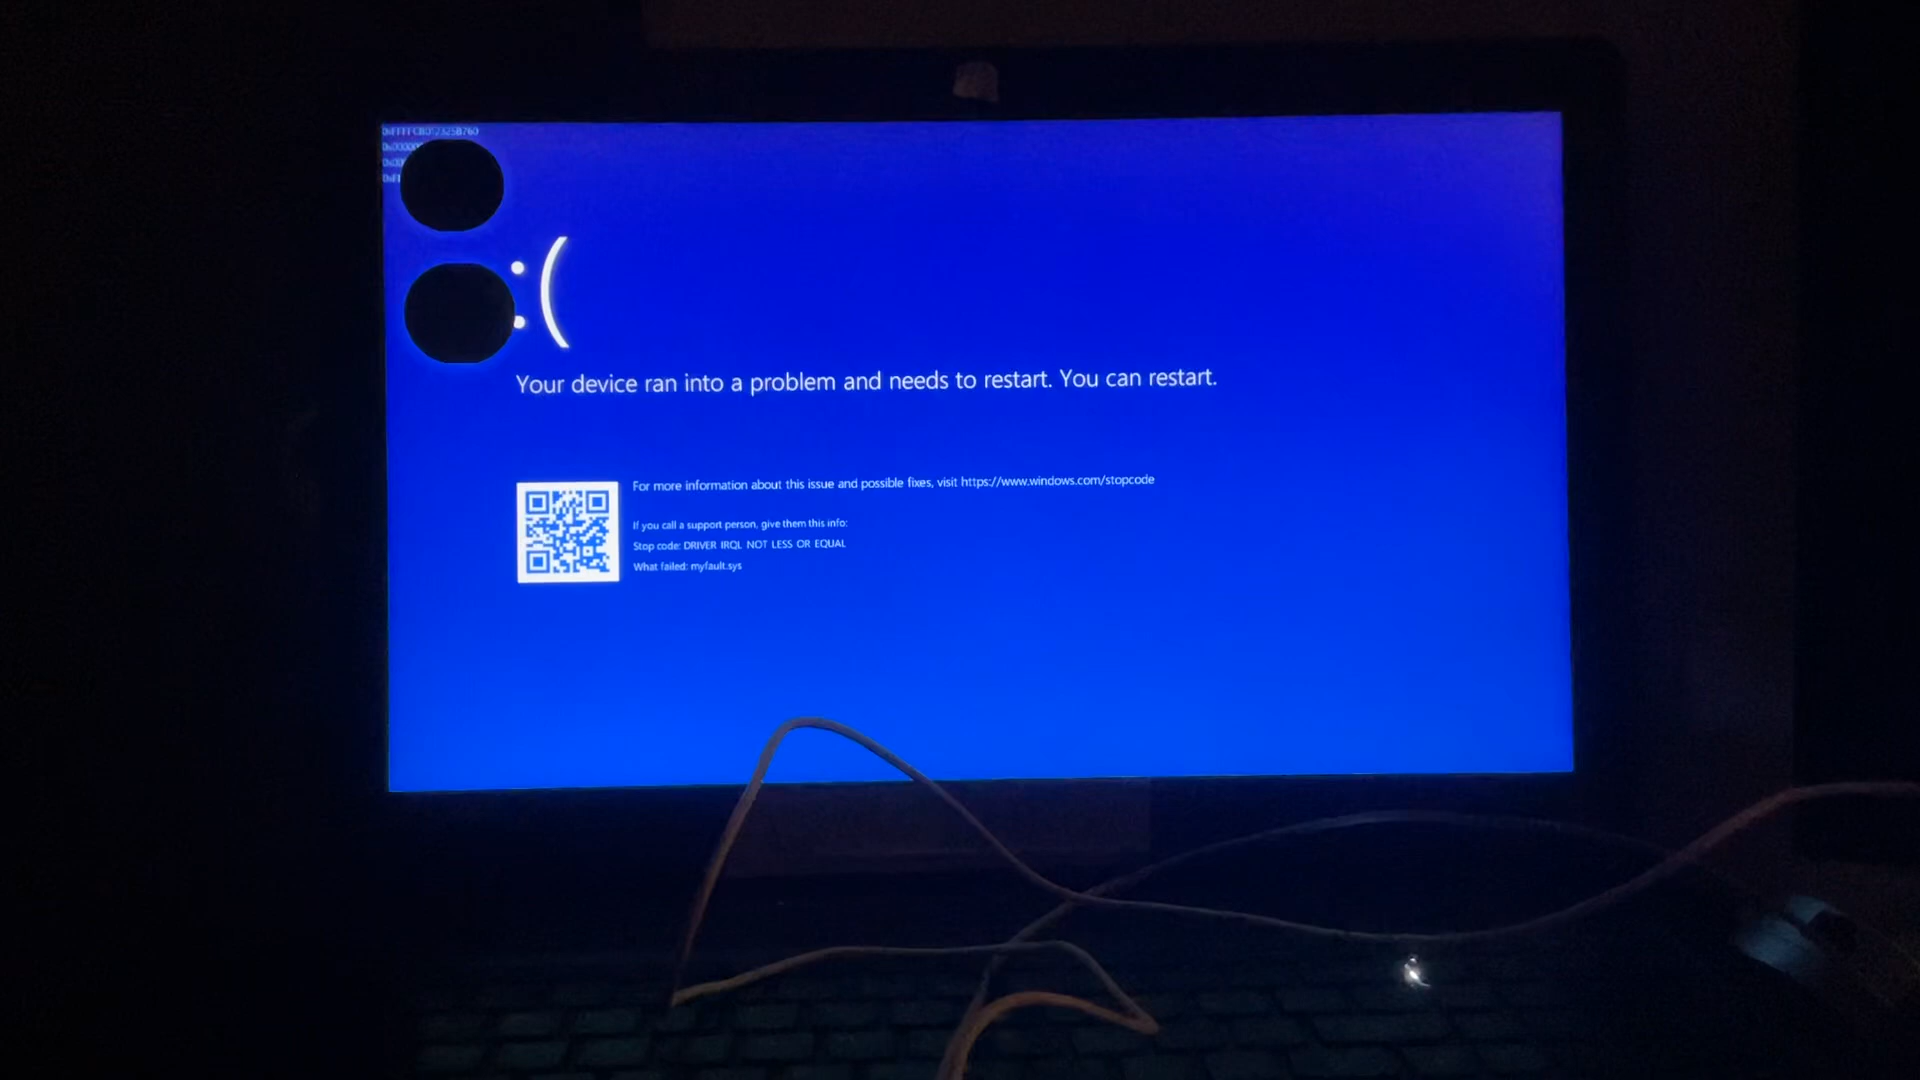 :(
Your device ran into a problem and needs to restart. You can restart.
For more information about this issue and possible fixes, visit https://www.windows.com/stopcode
If you call a support person, give them this info:
Stop code: DRIVER IRQL NOT LESS OR EQUAL
What failed: myfault.sys